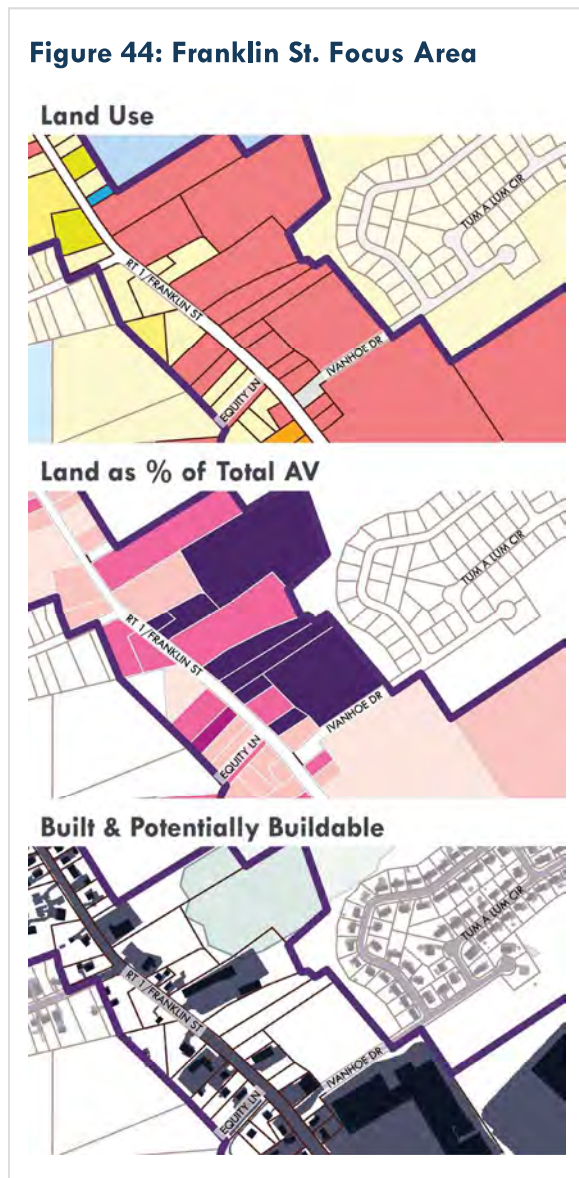 Figure 44: Franklin St. Focus Area
Land Use
TUM A LUM CIR
RT 1/FRANKLIN ST
IVANHOE DR
EQUITY LN
Land as % of Total AV
TUM A LUM CIR
RT 1/FRANKLIN ST
IVANHOE DR
EQUITY LN
Built & Potentially Buildable
TUM A LUM CIR
RT 1/FRANKLIN ST
IVANHOE DR
EQUITY LN